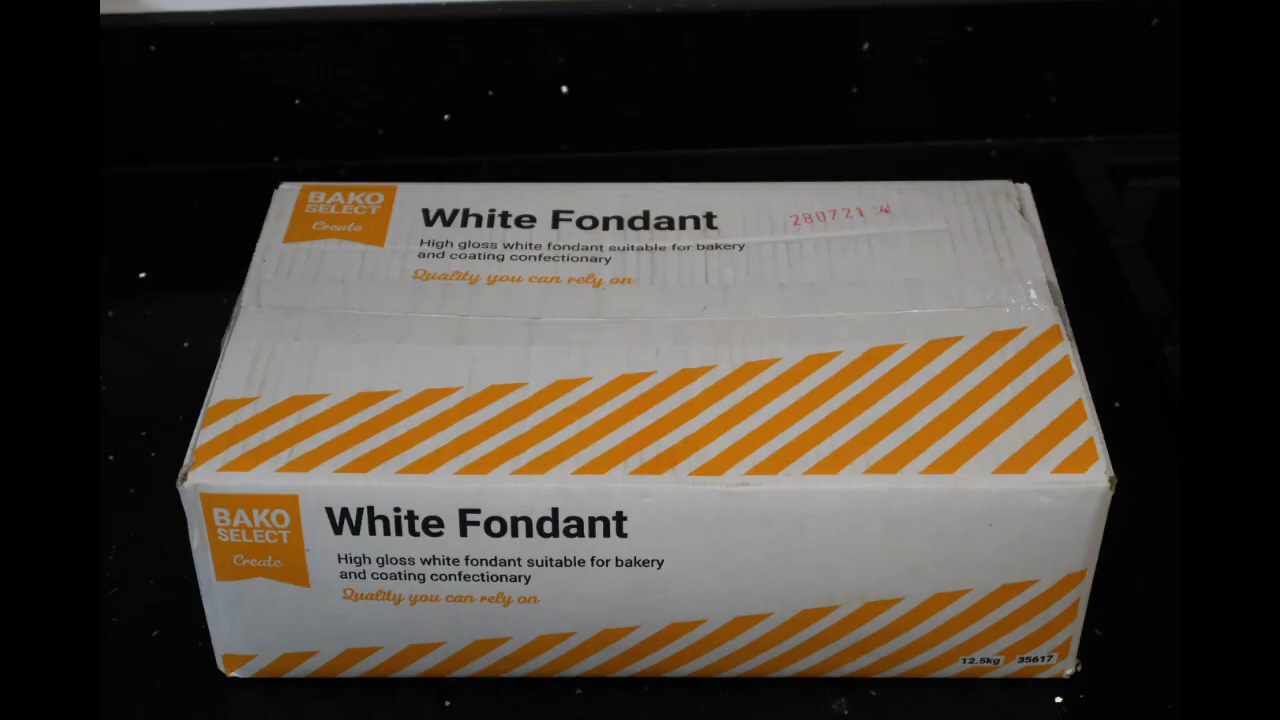 BAKO
SELECT
Create
White Fondant
High gloss white fondant suitable for bakery
and coating confectionary
Quality you can rely on
280721 :4
BAKO
SELECT
Create
White Fondant
High gloss white fondant suitable for bakery
and coating confectionary
Quality you can rely on
12.5kg 35617